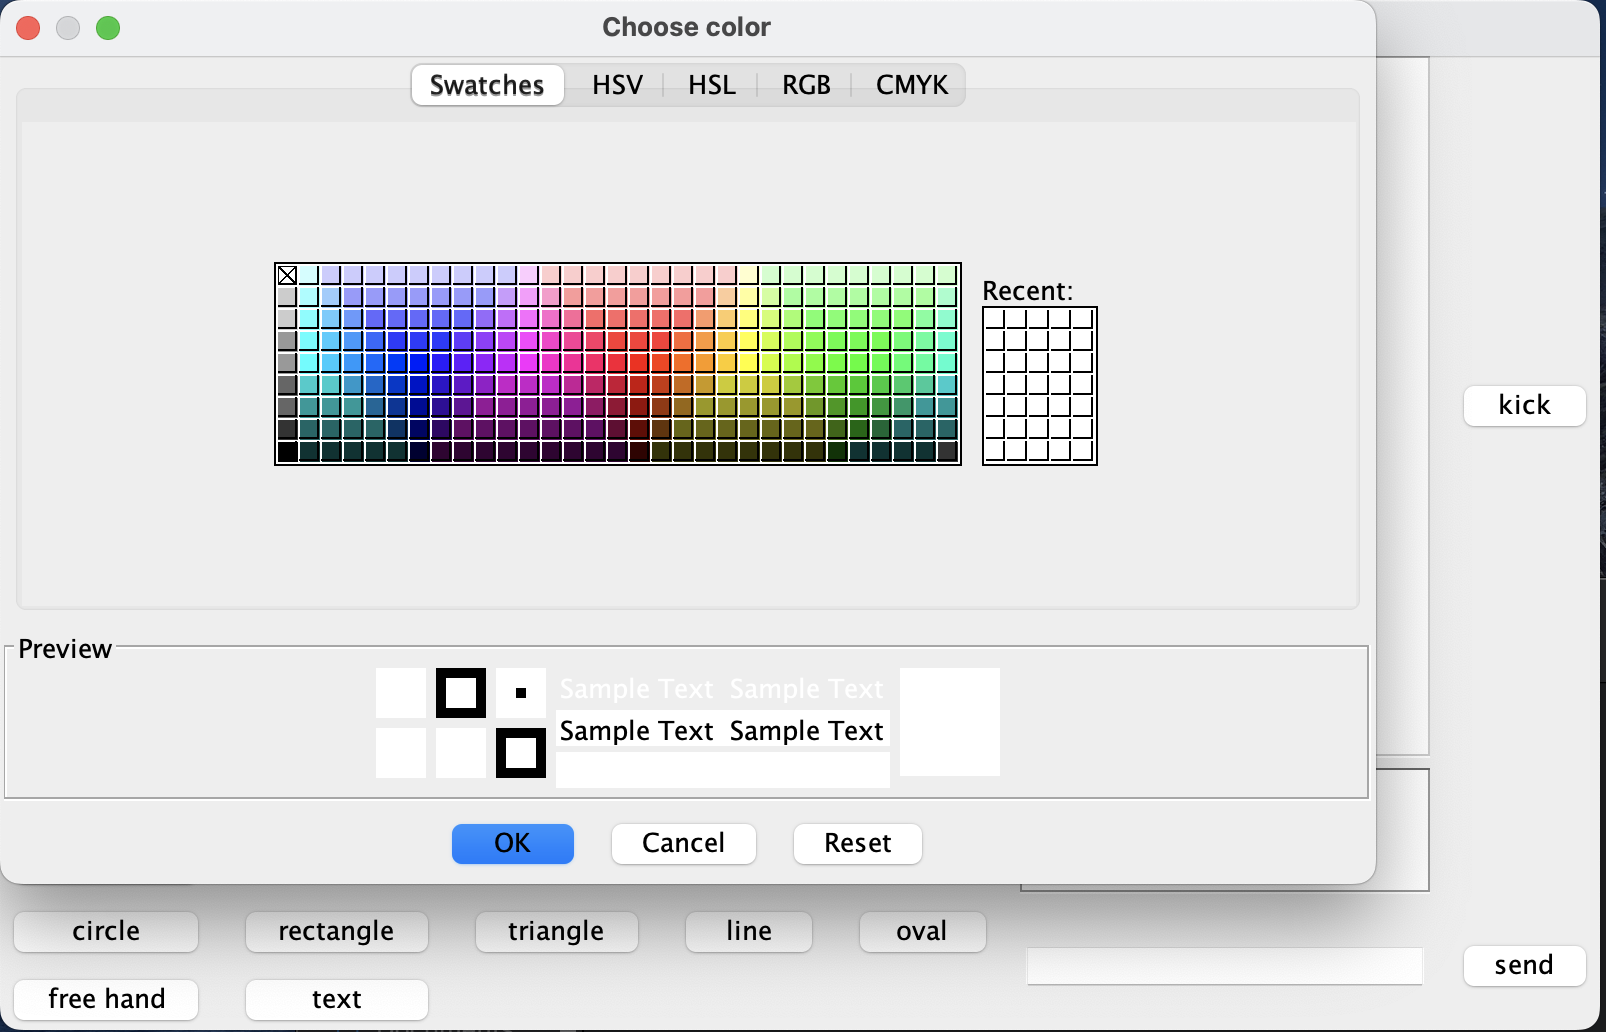 Choose color
Swatches HSV HSL RGB CMYK
Recent:
kick
Preview
Sample Text Sample Text
Sample Text Sample Text
OK Cancel Reset
circle rectangle triangle line oval
send
free hand text